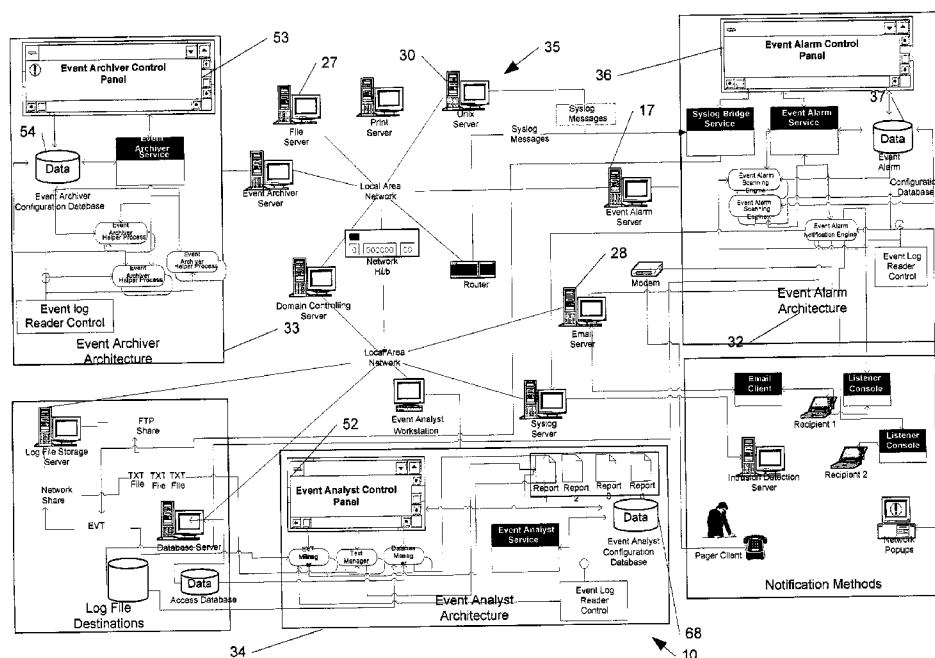 53
Event Archiver Control
Panel
54
Data
Archiver
Service
Event Archiver
Configuration Database
Event
Archiver
Helper Process
Event
Archiver
Helper Process
Event
Archiver
Helper Process
Event log
Reader Control
Event Archiver
Architecture
33
27
File
Server
Print
Server
30
Unix
Server
35
Syslog
Messages
Syslog
Messages
17
Event Archiver
Server
Local Area
Network
Event Alarm
Server
Network
Hub
Router
Modem
28
Domain Controlling
Server
Email
Server
Local Area
Network
Event Analyst
Workstation
Syslog
Server
36
Event Alarm Control
Panel
37
Syslog Bridge
Service
Event Alarm
Service
Data
Event
Alarm
Configuration
Database
Event Alarm
Scanning
Engine
Event Alarm
Scanning
Engine
Event Alarm
Notification Engine
Event Log
Reader
Control
Event Alarm
Architecture
32
Log File Storage
Server
FTP
Share
TXT TXT TXT
File File File
Network
Share
EVT
Database Server
Data
Access Database
Log File
Destinations
52
Event Analyst Control
Panel
Report
Report
2
Report
3
Report
Event Analyst
Service
Data
Event Analyst
Configuration
Database
Text
Manager
Event Log
Reader
Control
Event Analyst
Architecture
34
68
10
Email
Client
Listener
Console
Recipient 1
Listener
Console
Recipient 2
Intrusion Detection
Server
Pager Client
Network
Popups
Notification Methods